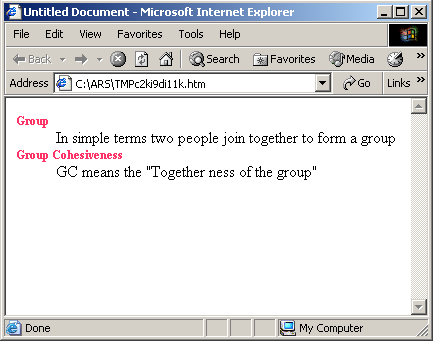 Untitled Document - Microsoft Internet Explorer
File Edit View Favorites Tools Help
Back Search Favorites Media
Address C:\ARS\TMPc2ki9di11k.htm Go Links
Group
In simple terms two people join together to form a group
Group Cohesiveness
GC means the "Together ness of the group"
Done My Computer